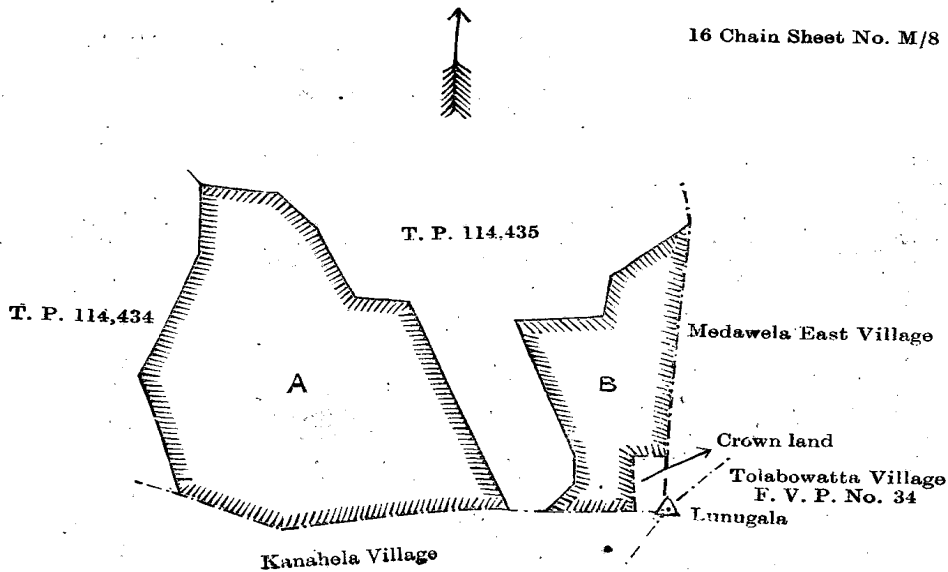 16 Chain Sheet No. M/8
T. P. 114,435
T. P. 114,434
Medawela East Village
A
B
Crown land
Tolabowatta Village
F. V. P. No. 34
Lunugala
Kanahela Village